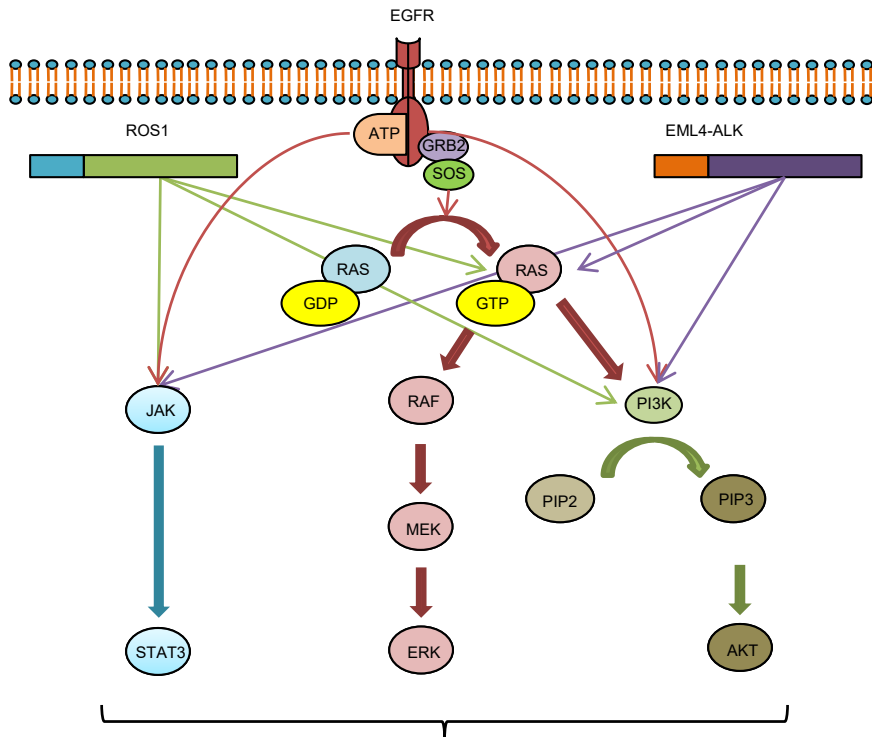 EGFR
ROS1
ATP
EML4-ALK
GRB2
SOS
RAS
RAS
GDP
GTP
JAK
RAF
PI3K
PIP2
PIP3
MEK
STAT3
ERK
AKT